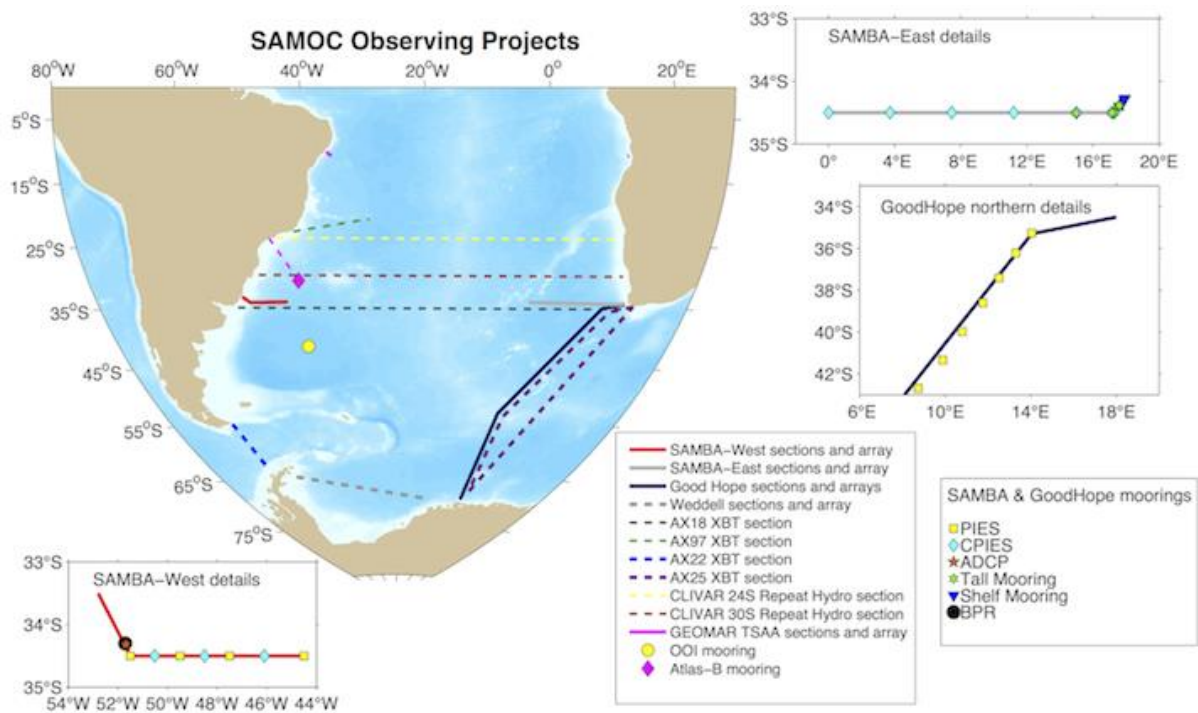 SAMOC Observing Projects
80°W 60°W 40°W 20°W 0°W 20°E
5°S
15°S
25°S
35°S
45°S
55°S
65°S
75°S
SAMBA-East details
33°S
34°S
35°S
0° 4°E 8°E 12°E 16°E 20°E
GoodHope northern details
34°S
36°S
38°S
40°S
42°S
6°E 10°E 14°E 18°E
SAMBA-West details
33°S
34°S
35°S
54°W 52°W 50°W 48°W 46°W 44°W
SAMBA-West sections and array
SAMBA-East sections and array
Good Hope sections and arrays
Weddell sections and array
AX18 XBT section
AX97 XBT section
AX22 XBT section
AX25 XBT section
CLIVAR 24S Repeat Hydro section
CLIVAR 30S Repeat Hydro section
GEOMAR TSAA sections and array
OOI mooring
Atlas-B mooring
SAMBA & GoodHope moorings
PIES
CPIES
ADCP
Tall Mooring
Shelf Mooring
BPR